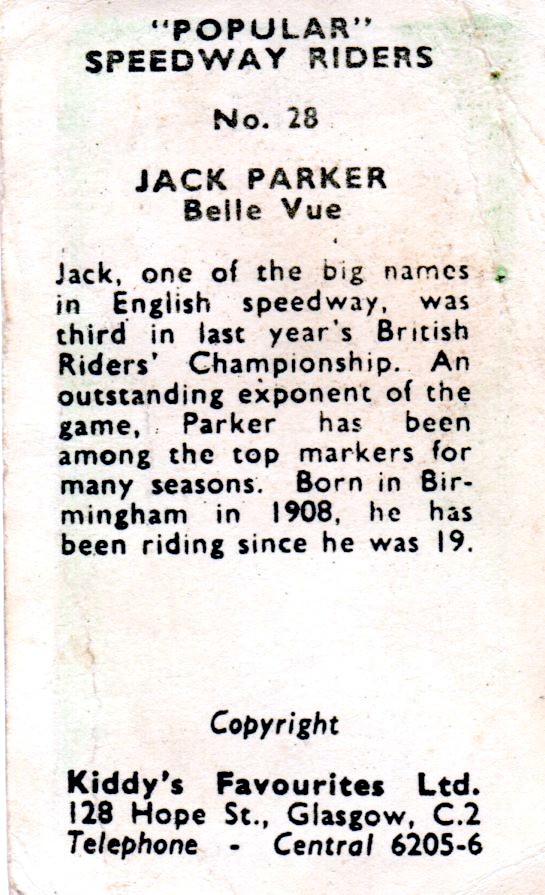 "POPULAR"
SPEEDWAY RIDERS
No. 28
JACK PARKER
Belle Vue
Jack, one of the big names
in English speedway, was
third in last year's British
Riders' Championship. An
outstanding exponent of the
game, Parker has been
among the top markers for
many seasons. Born in Bir-
mingham in 1908, he has
been riding since he was 19.
Copyright
Kiddy's Favourites Ltd.
128 Hope St., Glasgow, C.2
Telephone - Central 6205-6